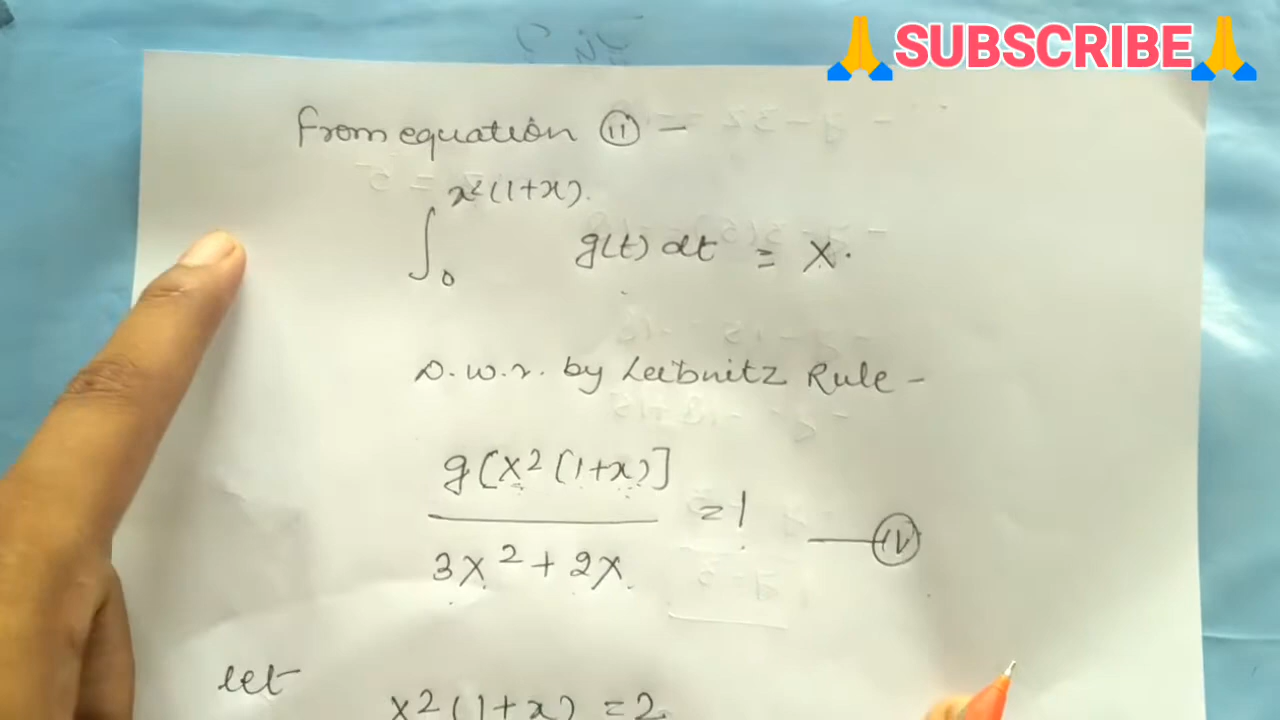 🙏SUBSCRIBE🙏
from equation (ii) -
∫₀^{x²(1+x)} g(t) dt = x.
D.w.r. by Leibnitz Rule -
g[x²(1+x)] / 3x² + 2x = 1 — (iv)
let
x²(1+x) = 2